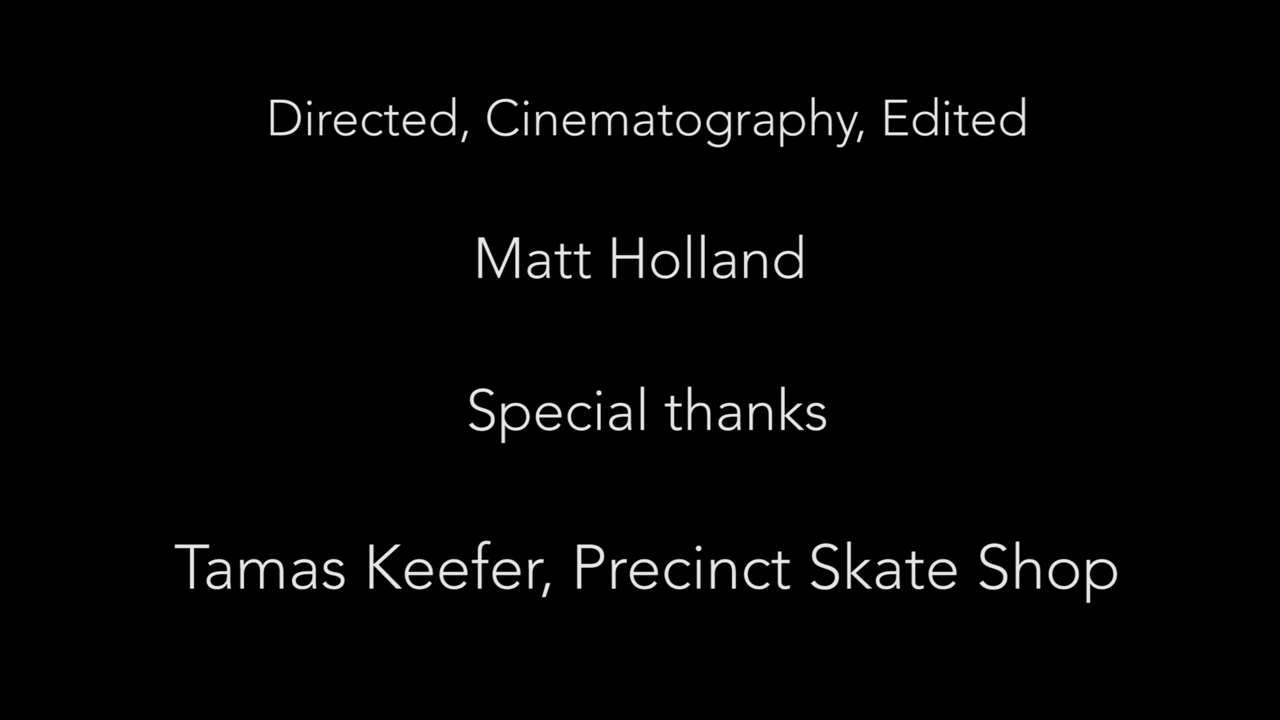 Directed, Cinematography, Edited
Matt Holland
Special thanks
Tamas Keefer, Precinct Skate Shop